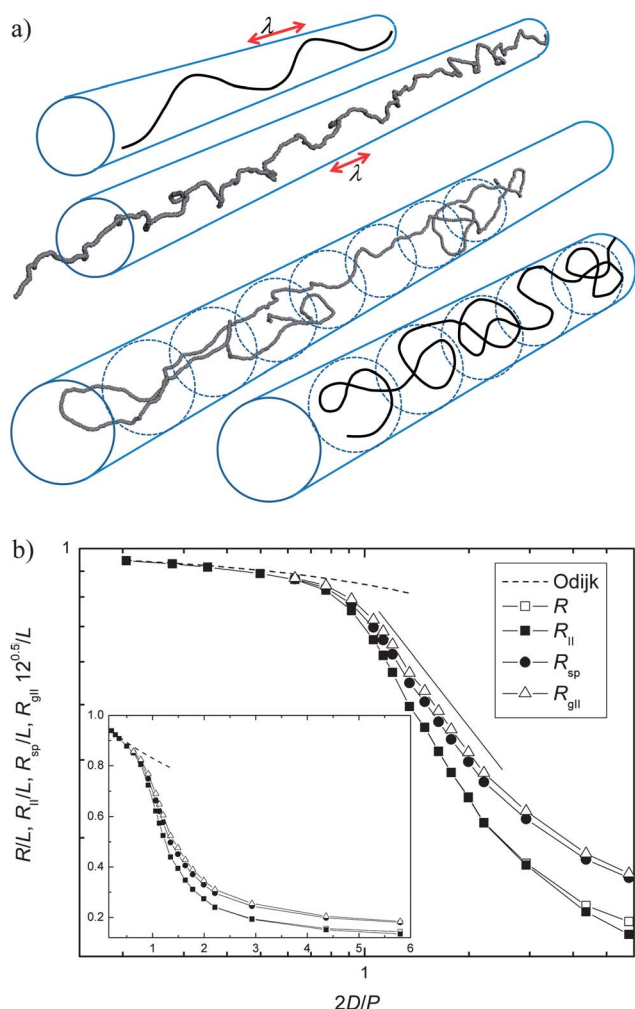 a)
λ
λ
b)
1
Odijk
R
R||
Rsp
Rg||
R/L, R||/L, Rsp/L, Rg|| 12^0.5/L
1.0
0.8
0.6
0.4
0.2
1 2 3 4 5 6
1
2D/P